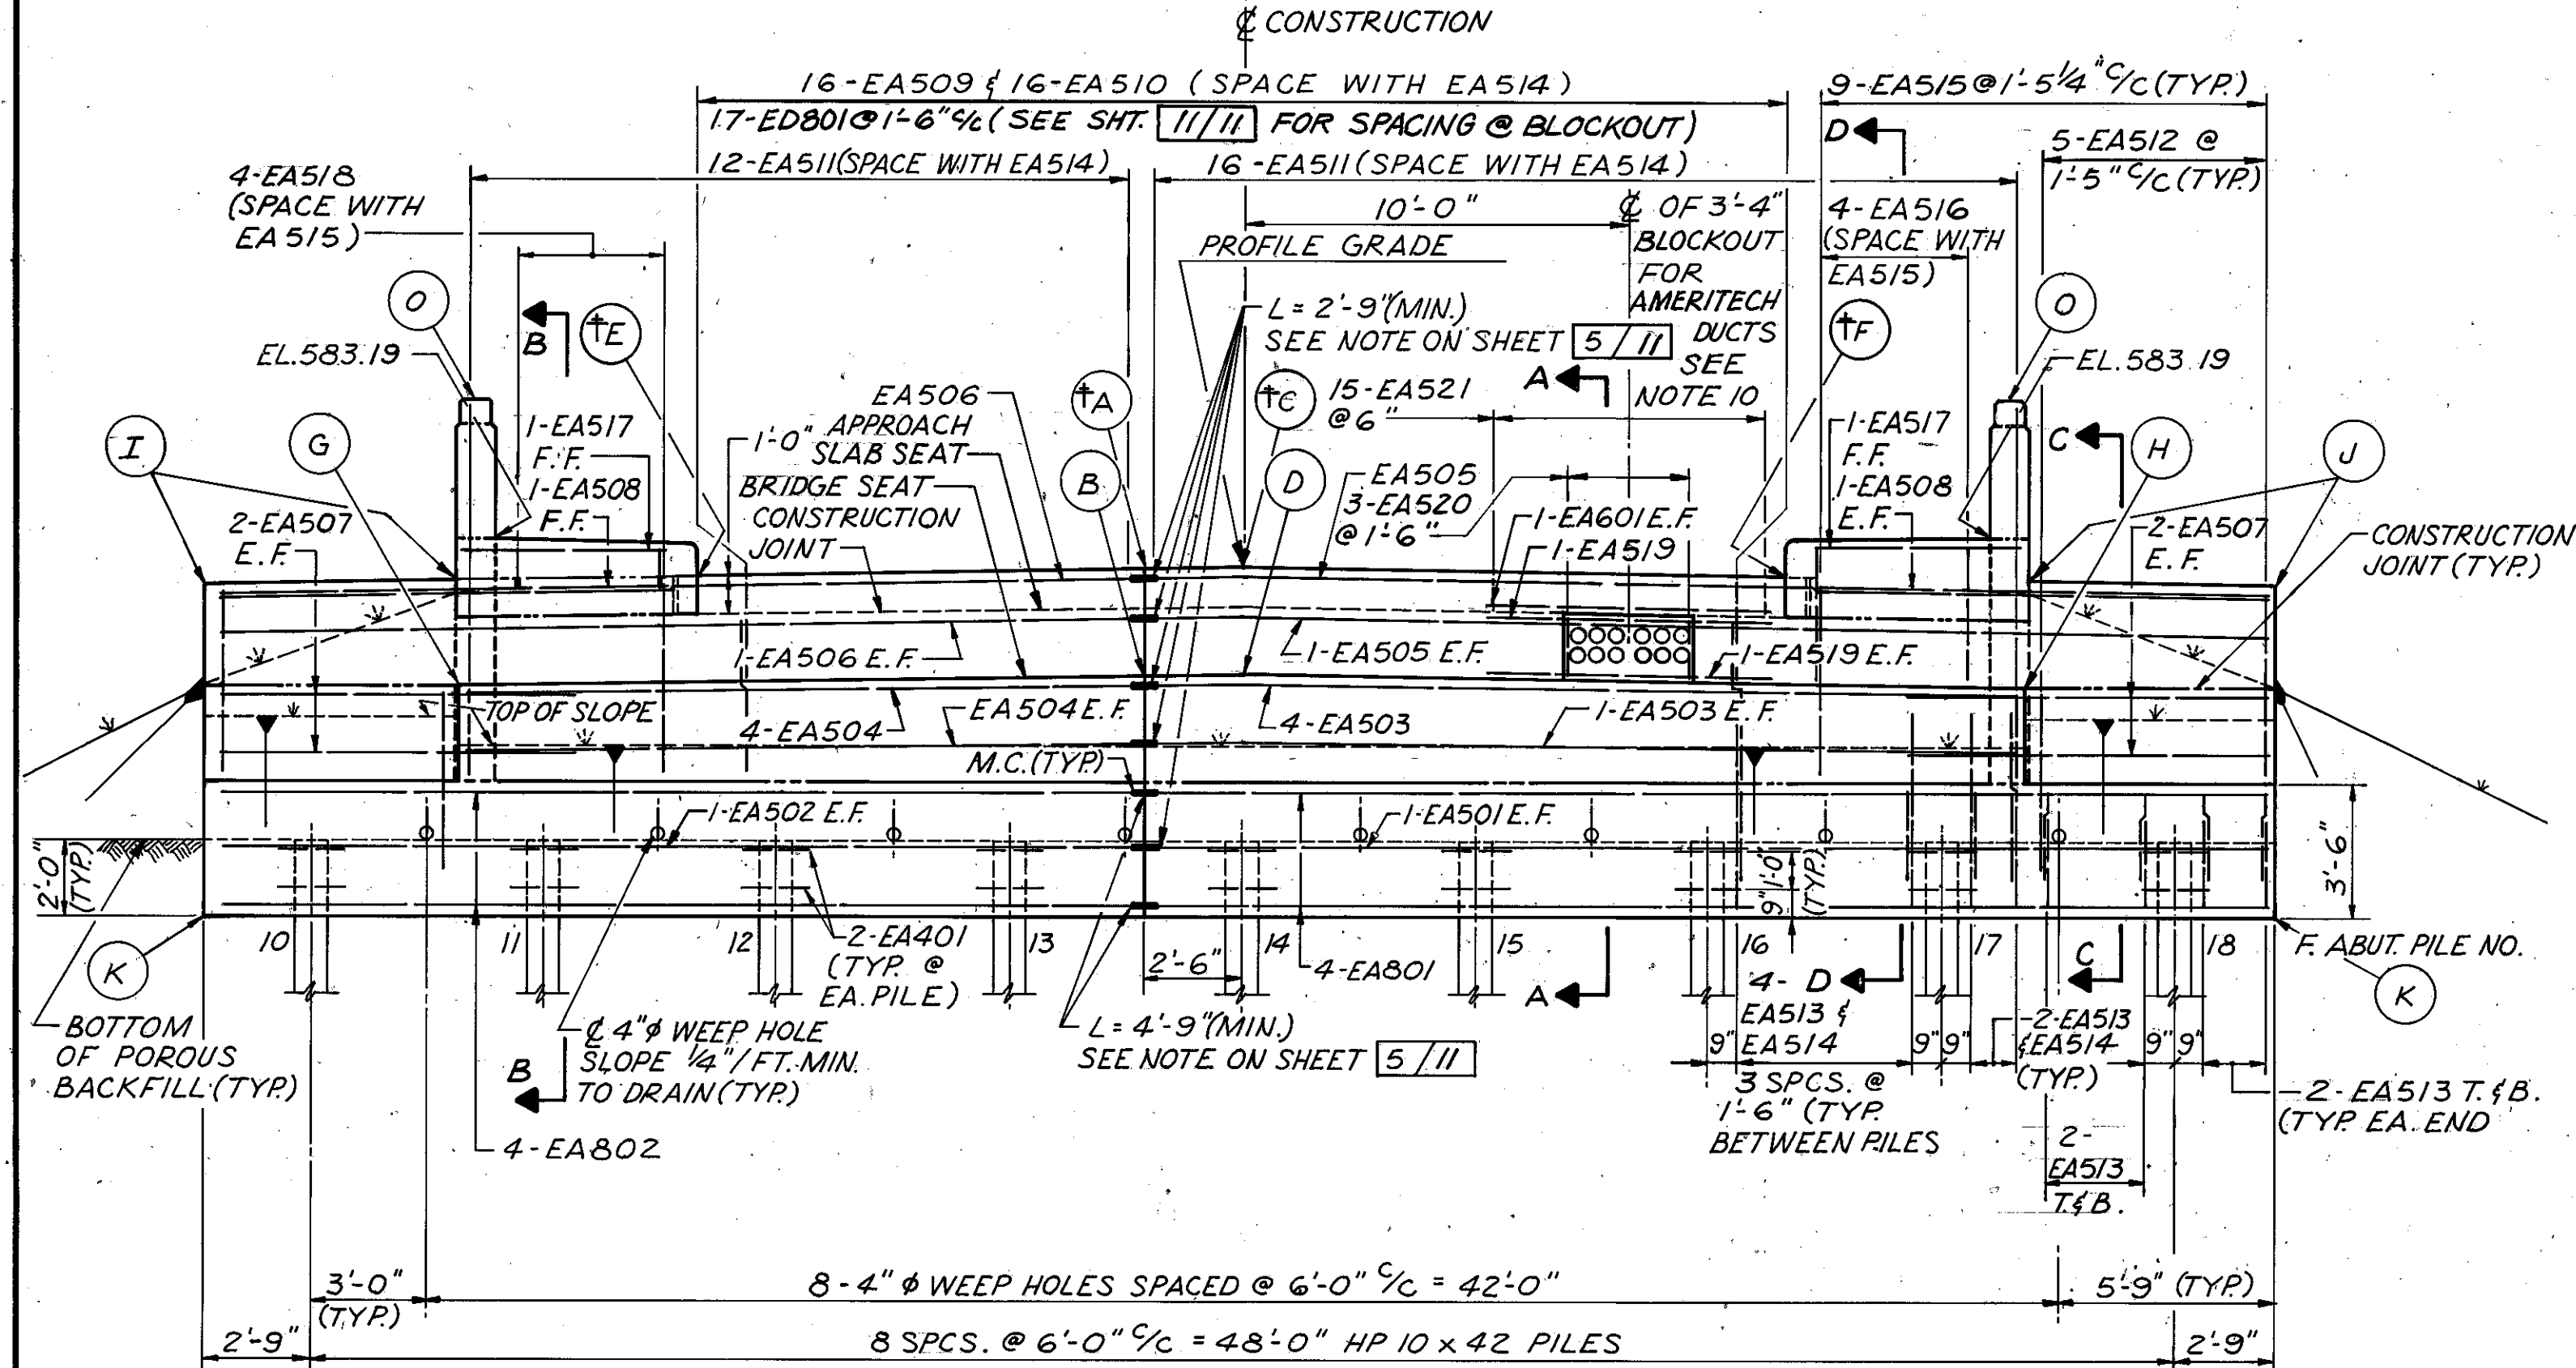 ℄ CONSTRUCTION
16-EA509 & 16-EA510 (SPACE WITH EA514)
9-EA515@1'-5¼" C/C (TYP.)
17-ED801@1'-6" C/C (SEE SHT. 11/11 FOR SPACING @ BLOCKOUT)
D
12-EA511(SPACE WITH EA514)
16-EA511(SPACE WITH EA514)
5-EA512 @
1'-5" C/C (TYP.)
4-EA518
(SPACE WITH
EA515)
10'-0"
℄ OF 3'-4"
BLOCKOUT
FOR
AMERITECH
DUCTS
SEE
NOTE 10
4-EA516
(SPACE WITH
EA515)
PROFILE GRADE
L = 2'-9"(MIN.)
SEE NOTE ON SHEET 5/11
O
B
†E
†F
O
EL.583.19
EL.583.19
A
EA506
†A
†C
15-EA521
@6"
I
G
1-EA517
F.F.
1-EA508
F.F.
1'-0" APPROACH
SLAB SEAT
BRIDGE SEAT
CONSTRUCTION
JOINT
B
D
EA505
3-EA520
@1'-6"
1-EA601 E.F.
1-EA519
1-EA517
F.F.
1-EA508
E.F.
C
H
J
2-EA507
E.F.
2-EA507
E.F.
CONSTRUCTION
JOINT (TYP.)
1-EA506 E.F.
1-EA505 E.F.
1-EA519 E.F.
TOP OF SLOPE
4-EA504
EA504 E.F.
4-EA503
1-EA503 E.F.
M.C.(TYP.)
1-EA502 E.F.
1-EA501 E.F.
2'-0"
(TYP.)
9" 1'-0"
(TYP.)
3'-6"
10
11
12
13
14
15
16
17
18
F. ABUT. PILE NO.
K
K
2-EA401
(TYP. @
EA.PILE)
2'-6"
4-EA801
A
4-
EA513 &
EA514
D
C
BOTTOM
OF POROUS
BACKFILL(TYP.)
B
℄ 4"φ WEEP HOLE
SLOPE ¼"/FT.MIN.
TO DRAIN(TYP.)
L = 4'-9"(MIN.)
SEE NOTE ON SHEET 5/11
9"
9" 9"
2-EA513
&EA514
(TYP.)
9" 9"
3 SPCS. @
1'-6" (TYP.
BETWEEN PILES
2-EA513 T.&B.
(TYP. EA. END
4-EA802
2-
EA513
T.&B.
3'-0"
(TYP.)
8-4"φ WEEP HOLES SPACED @ 6'-0" C/C = 42'-0"
5'-9" (TYP.)
2'-9"
8 SPCS. @ 6'-0" C/C = 48'-0" HP 10 x 42 PILES
2'-9"